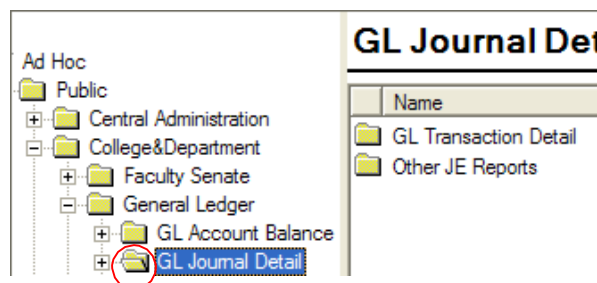 Ad Hoc
Public
Central Administration
College&Department
Faculty Senate
General Ledger
GL Account Balance
GL Journal Detail
GL Journal Det
Name
GL Transaction Detail
Other JE Reports